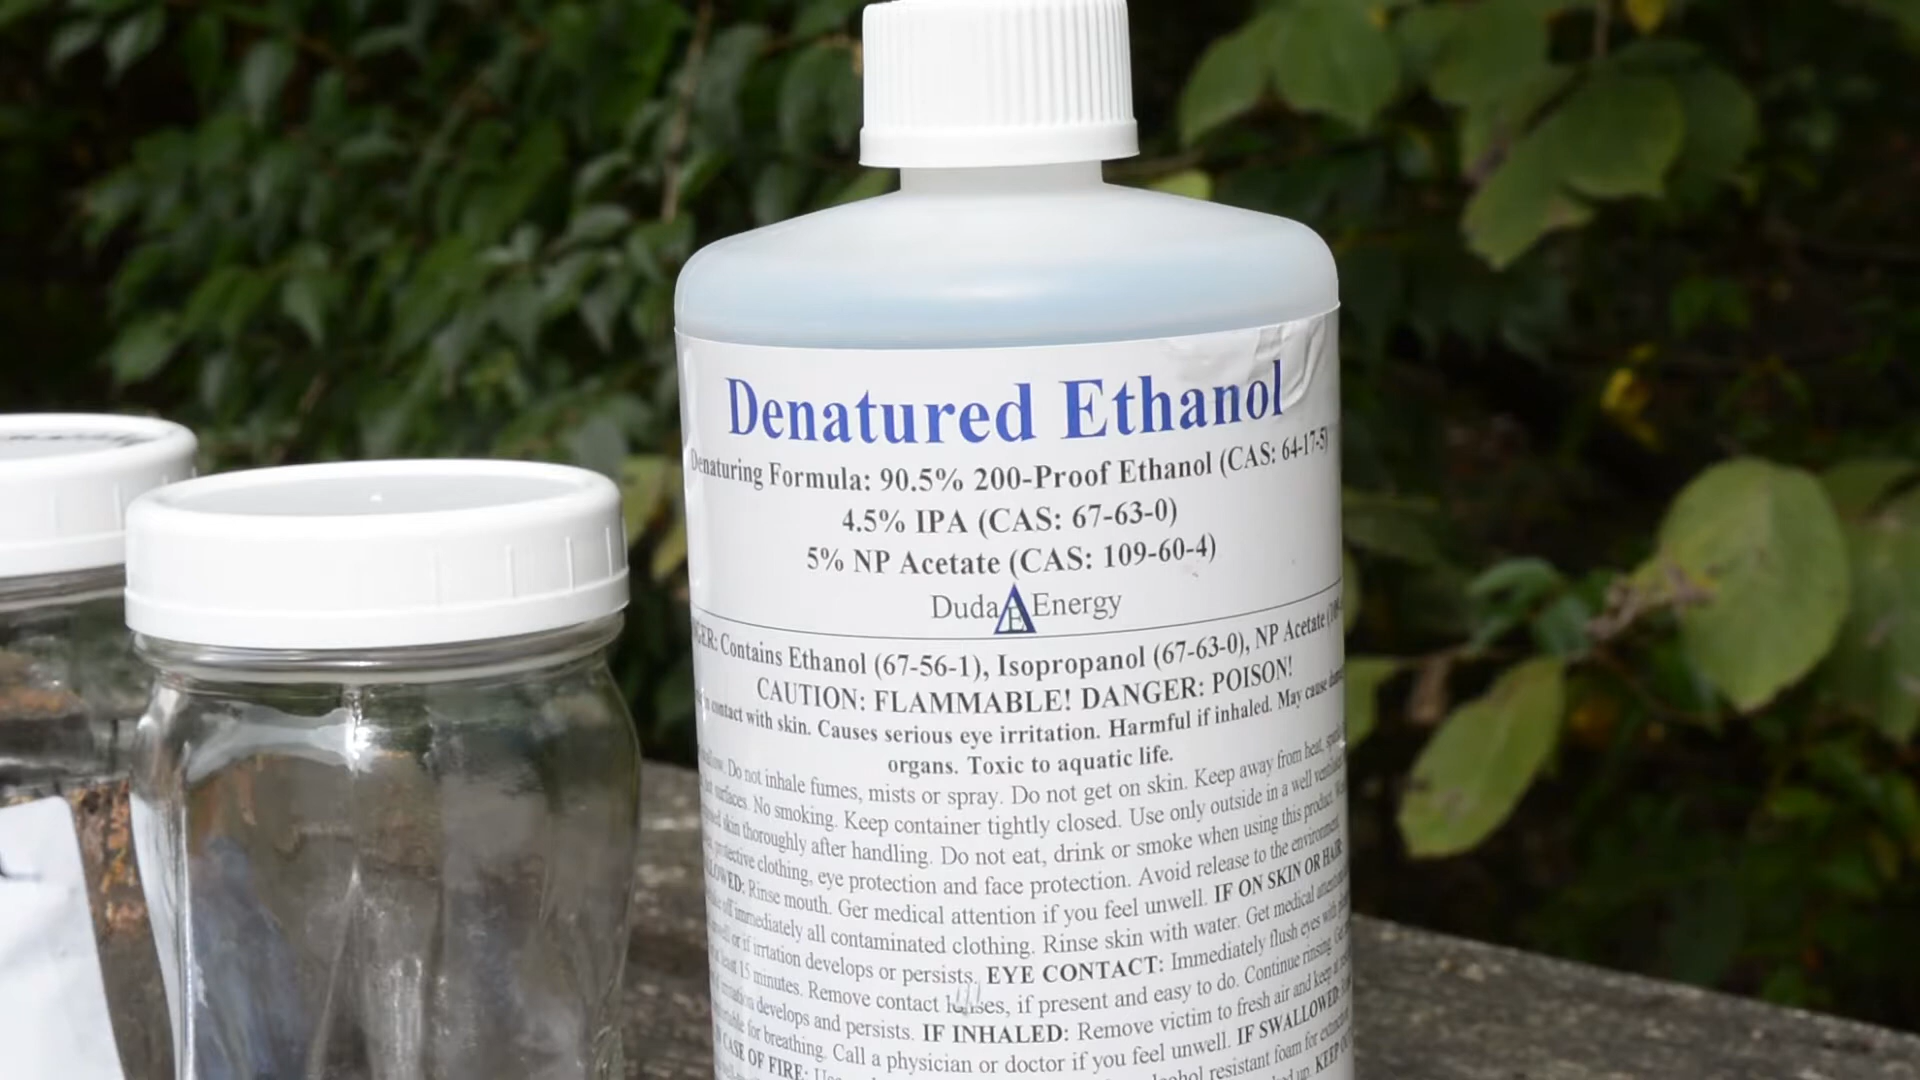 Denatured Ethanol
Denaturing Formula: 90.5% 200-Proof Ethanol (CAS: 64-17-5)
4.5% IPA (CAS: 67-63-0)
5% NP Acetate (CAS: 109-60-4)
Duda Energy
Contains Ethanol (67-56-1), Isopropanol (67-63-0), NP Acetate
CAUTION: FLAMMABLE! DANGER: POISON!
contact with skin. Causes serious eye irritation. Harmful if inhaled. May cause
organs. Toxic to aquatic life.
Do not inhale fumes, mists or spray. Do not get on skin. Keep away from heat,
surfaces. No smoking. Keep container tightly closed. Use only outside in a well
skin thoroughly after handling. Do not eat, drink or smoke when using this product.
protective clothing, eye protection and face protection. Avoid release to the environment.
Rinse mouth. Ger medical attention if you feel unwell. IF ON SKIN OR HAIR:
off immediately all contaminated clothing. Rinse skin with water. Get medical
or if irritation develops or persists. EYE CONTACT: Immediately flush eyes with
15 minutes. Remove contact lenses, if present and easy to do. Continue rinsing.
develops and persists. IF INHALED: Remove victim to fresh air and keep
for breathing. Call a physician or doctor if you feel unwell. IF SWALLOWED:
CASE OF FIRE: resistant foam for